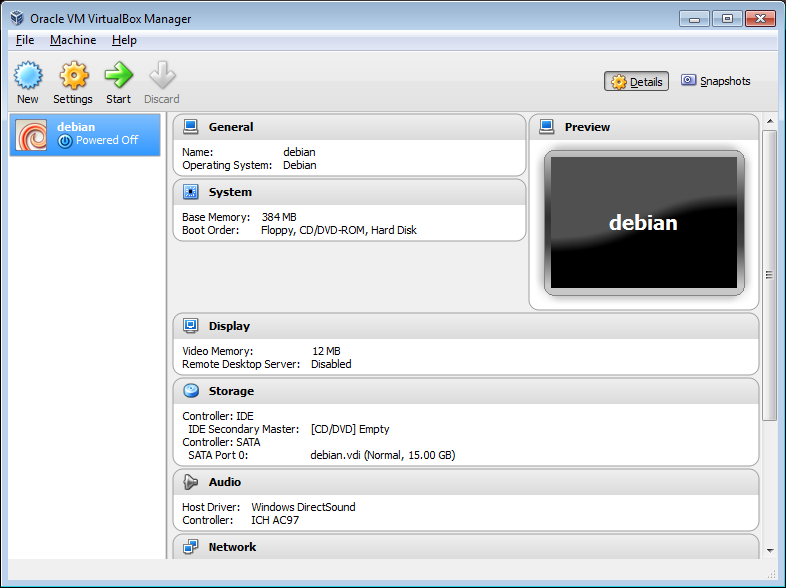 Oracle VM VirtualBox Manager
File Machine Help
New Settings Start Discard
Details Snapshots
debian
Powered Off
General
Name: debian
Operating System: Debian
System
Base Memory: 384 MB
Boot Order: Floppy, CD/DVD-ROM, Hard Disk
Preview
debian
Display
Video Memory: 12 MB
Remote Desktop Server: Disabled
Storage
Controller: IDE
IDE Secondary Master: [CD/DVD] Empty
Controller: SATA
SATA Port 0: debian.vdi (Normal, 15.00 GB)
Audio
Host Driver: Windows DirectSound
Controller: ICH AC97
Network